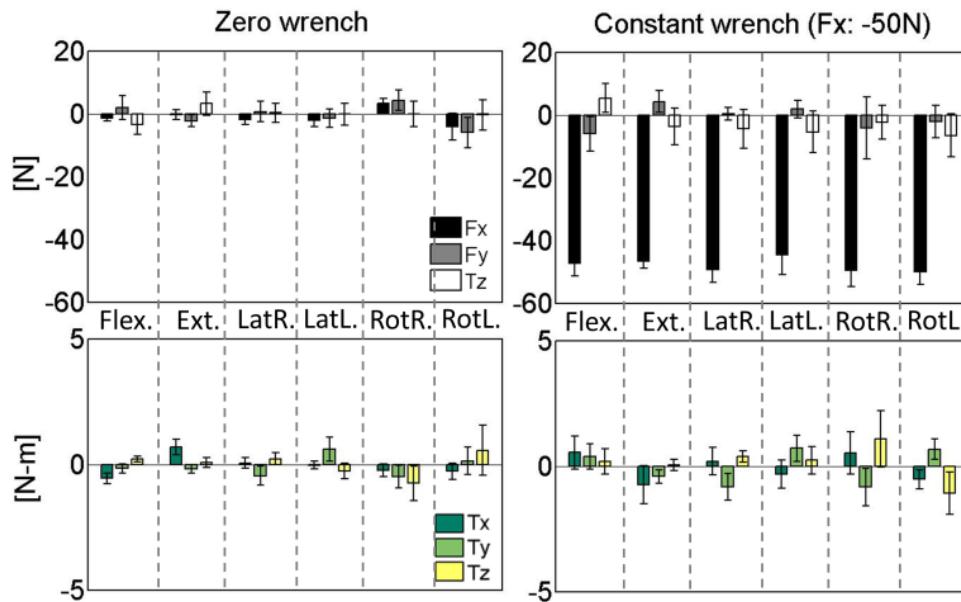 Zero wrench
Constant wrench (Fx: -50N)
[N]
20
0
-20
-40
-60
Fx
Fy
Tz
20
0
-20
-40
-60
Flex. Ext. LatR. LatL. RotR. RotL.
Flex. Ext. LatR. LatL. RotR. RotL.
[N-m]
5
0
-5
Tx
Ty
Tz
5
0
-5